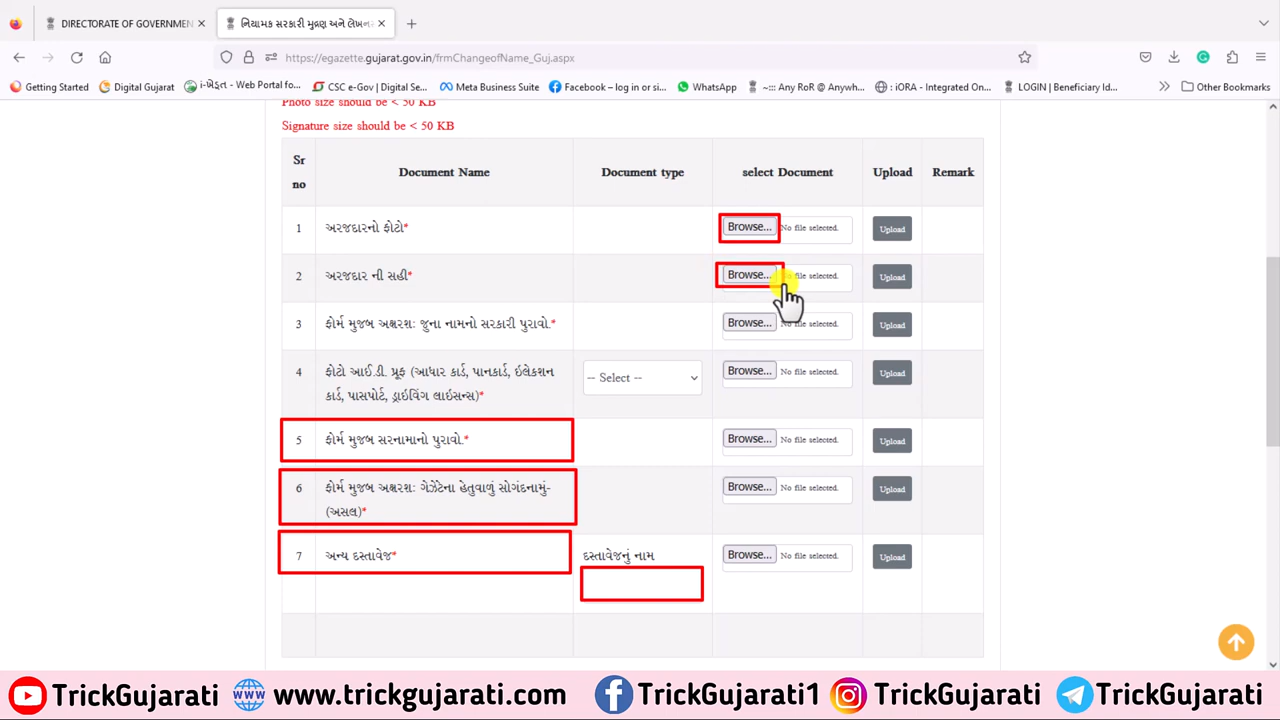 DIRECTORATE OF GOVERNMEN
નિયામક સરકારી મુદ્રણ અને લેખન
https://egazette.gujarat.gov.in/frmChangeofName_Guj.aspx
Getting Started
Digital Gujarat
i-ખેડૂત - Web Portal fo...
CSC e-Gov | Digital Se...
Meta Business Suite
Facebook – log in or si...
WhatsApp
~::: Any RoR @ Anywh...
: iORA - Integrated On...
LOGIN | Beneficiary Id...
Other Bookmarks
Photo size should be < 50 KB
Signature size should be < 50 KB
Sr no Document Name Document type select Document Upload Remark
1 અરજદારનો ફોટો* Browse... No file selected. Upload
2 અરજદાર ની સહી* Browse... file selected. Upload
3 ફોર્મ મુજબ અક્ષરશઃ જુના નામનો સરકારી પુરાવો.* Browse... No file selected. Upload
4 ફોટો આઈ.ડી. પ્રૂફ (આધાર કાર્ડ, પાનકાર્ડ, ઇલેકશન -- Select -- Browse... No file selected. Upload
કાર્ડ, પાસપોર્ટ, ડ્રાઇવિંગ લાઇસન્સ)*
5 ફોર્મ મુજબ સરનામાનો પુરાવો.* Browse... No file selected. Upload
6 ફોર્મ મુજબ અક્ષરશઃ ગેઝેટના હેતુવાળું સોગંદનામું- Browse... No file selected. Upload
(અસલ)*
7 અન્ય દસ્તાવેજ* દસ્તાવેજનું નામ Browse... No file selected. Upload
TrickGujarati www.trickgujarati.com TrickGujarati1 @TrickGujarati @TrickGujarati